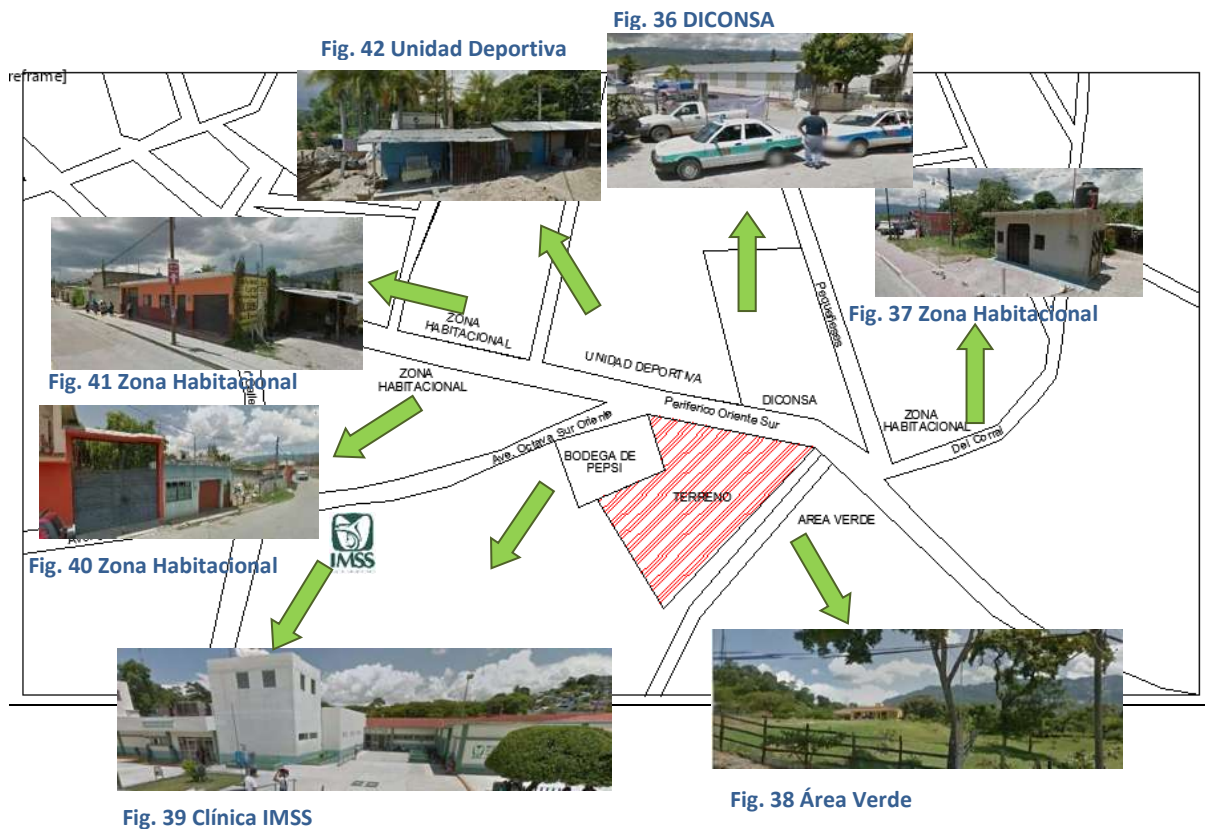 Fig. 36 DICONSA
Fig. 42 Unidad Deportiva
reframe]
Fig. 37 Zona Habitacional
Pequeñeses
ZONA
HABITACIONAL
UNIDAD DEPORTIVA
Fig. 41 Zona Habitacional
ZONA
HABITACIONAL
DICONSA
Periferico Oriente Sur
ZONA
HABITACIONAL
Del Corral
Ave. Octava Sur Oriente
BODEGA DE
PEPSI
TERRENO
AREA VERDE
IMSS
Fig. 40 Zona Habitacional
Fig. 38 Área Verde
Fig. 39 Clínica IMSS